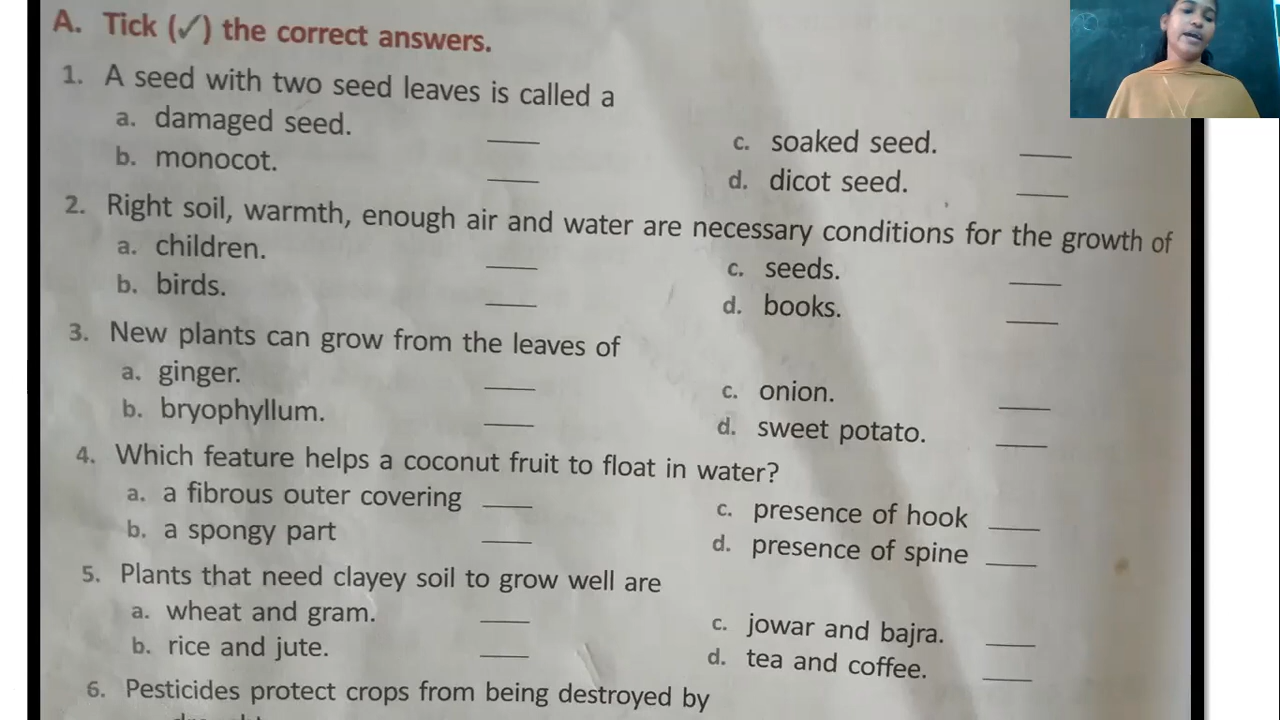 A. Tick (✓) the correct answers.
1. A seed with two seed leaves is called a
a. damaged seed. ____ c. soaked seed. ____
b. monocot. ____ d. dicot seed. ____
2. Right soil, warmth, enough air and water are necessary conditions for the growth of
a. children. ____ c. seeds. ____
b. birds. ____ d. books. ____
3. New plants can grow from the leaves of
a. ginger. ____ c. onion. ____
b. bryophyllum. ____ d. sweet potato. ____
4. Which feature helps a coconut fruit to float in water?
a. a fibrous outer covering ____ c. presence of hook ____
b. a spongy part ____ d. presence of spine ____
5. Plants that need clayey soil to grow well are
a. wheat and gram. ____ c. jowar and bajra. ____
b. rice and jute. ____ d. tea and coffee. ____
6. Pesticides protect crops from being destroyed by